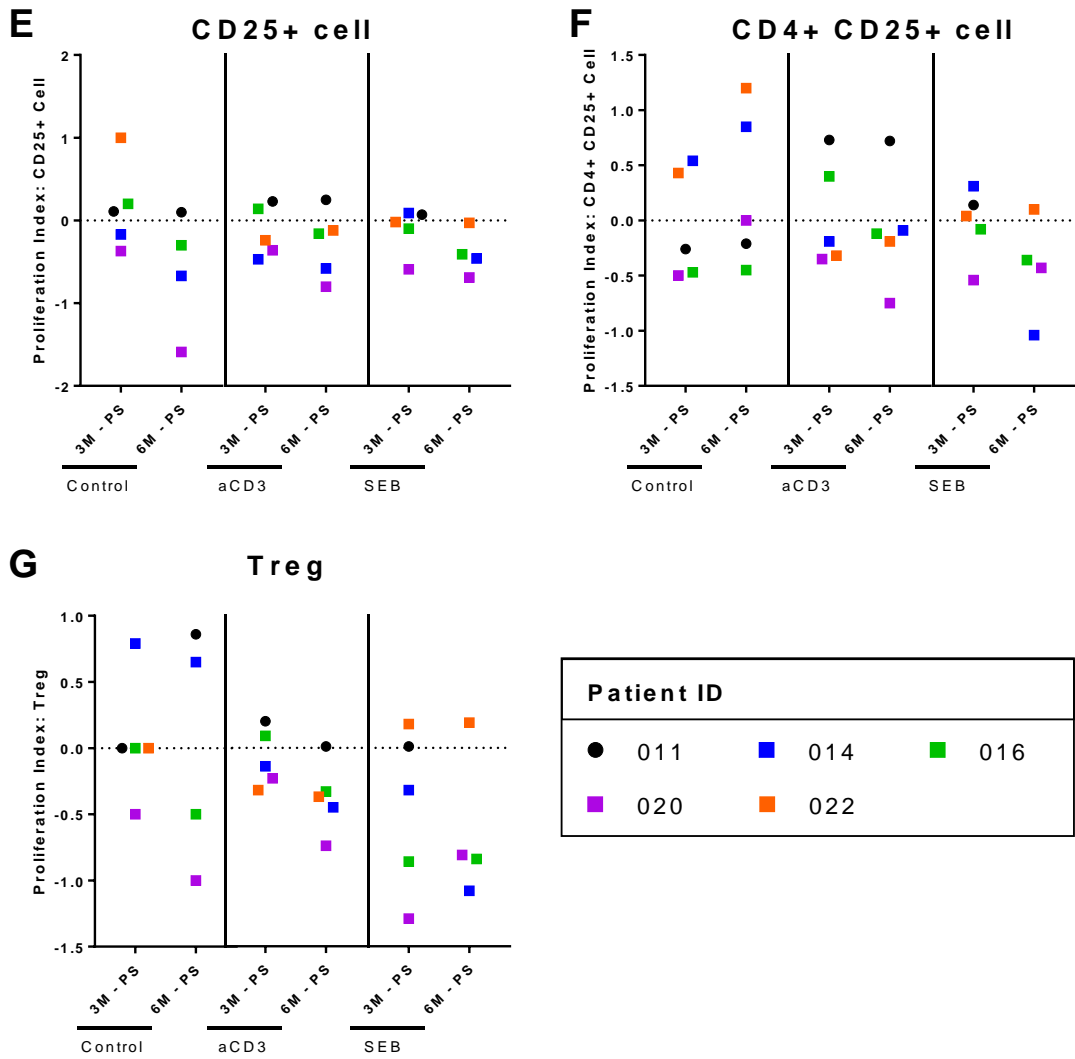 E
CD25+ cell
Proliferation Index: CD25+ Cell
2
1
0
-1
-2
3M - PS
6M - PS
3M - PS
6M - PS
3M - PS
6M - PS
Control
aCD3
SEB
F
CD4+ CD25+ cell
Proliferation Index: CD4+ CD25+ Cell
1.5
1.0
0.5
0.0
-0.5
-1.0
-1.5
3M - PS
6M - PS
3M - PS
6M - PS
3M - PS
6M - PS
Control
aCD3
SEB
G
Treg
Proliferation Index: Treg
1.0
0.5
0.0
-0.5
-1.0
-1.5
3M - PS
6M - PS
3M - PS
6M - PS
3M - PS
6M - PS
Control
aCD3
SEB
Patient ID
011 014 016
020 022